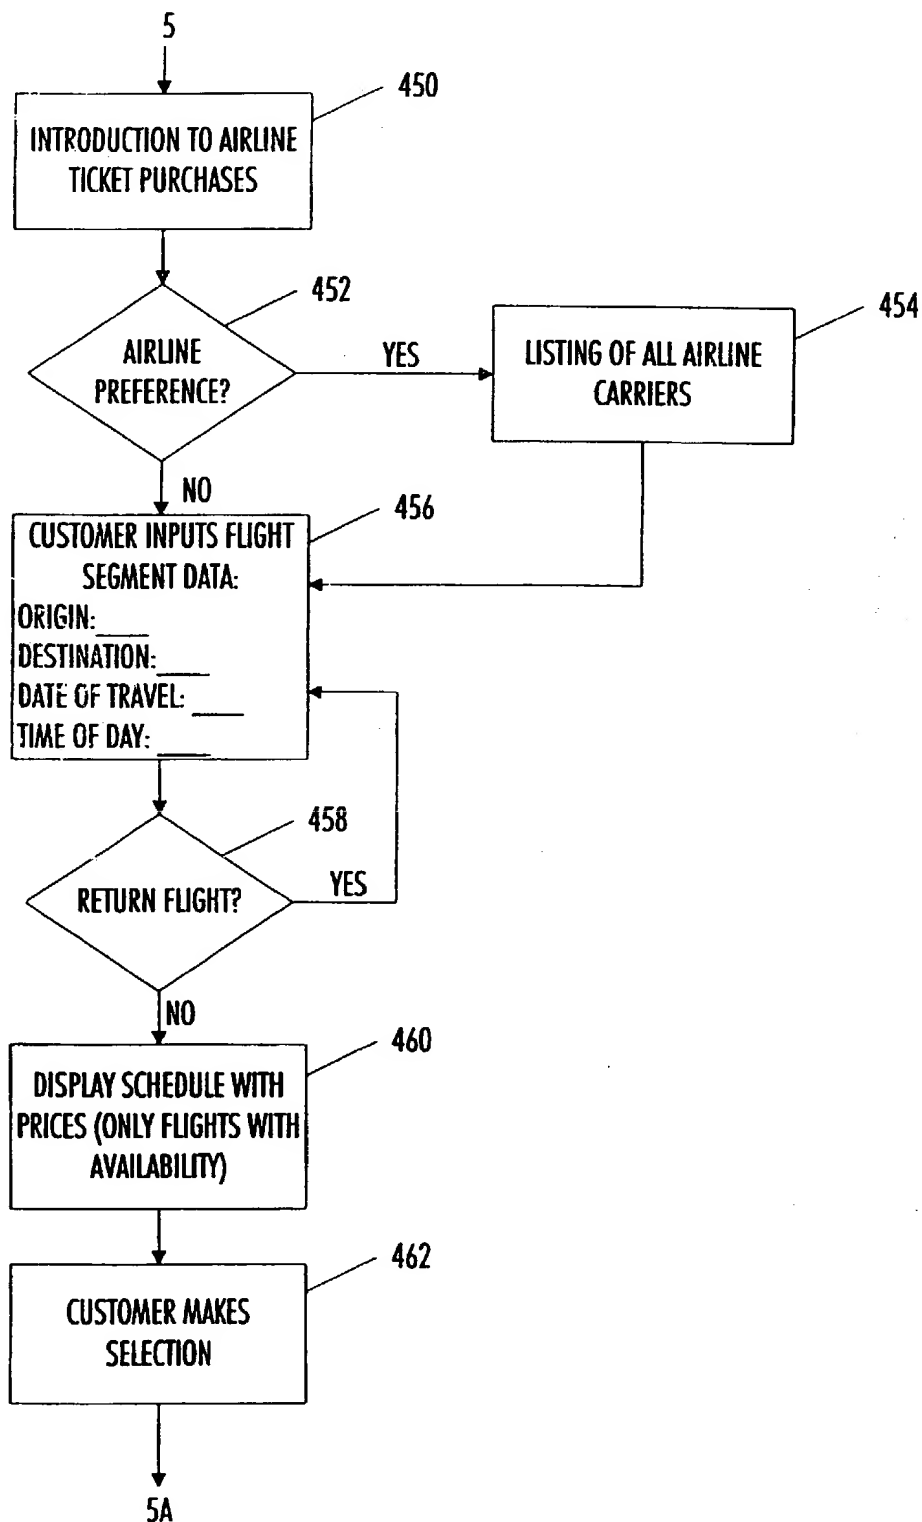 5
450
INTRODUCTION TO AIRLINE
TICKET PURCHASES
452
AIRLINE
PREFERENCE?
YES
454
LISTING OF ALL AIRLINE
CARRIERS
NO
456
CUSTOMER INPUTS FLIGHT
SEGMENT DATA:
ORIGIN: ____
DESTINATION: ____
DATE OF TRAVEL: ____
TIME OF DAY: ____
458
RETURN FLIGHT?
YES
NO
460
DISPLAY SCHEDULE WITH
PRICES (ONLY FLIGHTS WITH
AVAILABILITY)
462
CUSTOMER MAKES
SELECTION
5A